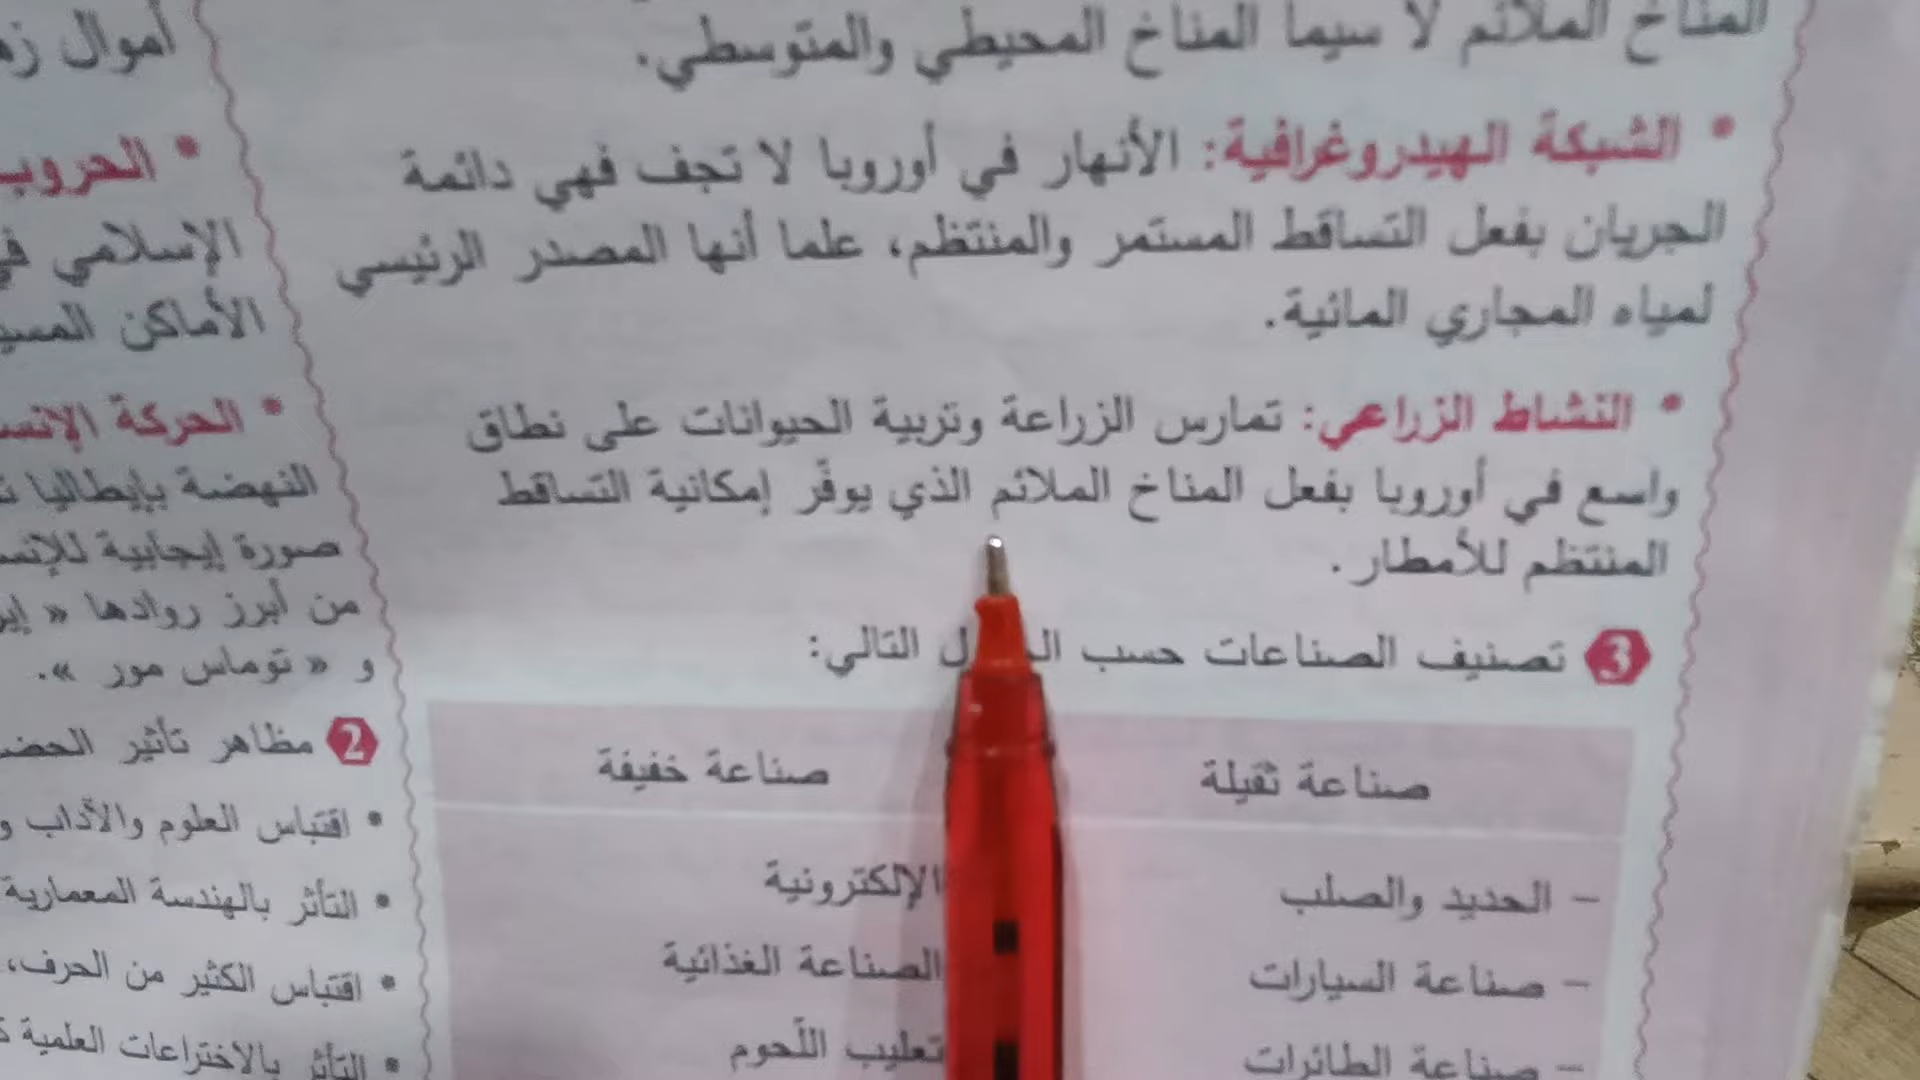 المناخ الملائم لا سيما المناخ المحيطي والمتوسطي.
• الشبكة الهيدروغرافية: الأنهار في أوروبا لا تجف فهي دائمة
الجريان بفعل التساقط المستمر والمنتظم، علما أنها المصدر الرئيسي
لمياه المجاري المائية.
• النشاط الزراعي: تمارس الزراعة وتربية الحيوانات على نطاق
واسع في أوروبا بفعل المناخ الملائم الذي يوفّر إمكانية التساقط
المنتظم للأمطار.
3 تصنيف الصناعات حسب التالي:
صناعة ثقيلة صناعة خفيفة
– الحديد والصلب الإلكترونية
– صناعة السيارات الصناعة الغذائية
– صناعة الطائرات تعليب اللّحوم
أموال
• الحروب
الإسلامي
الأماكن
• الحركة
النهضة بإيطاليا
صورة إيجابية
من أبرز روادها «
و « توماس مور ».
2 مظاهر تأثير
• اقتباس العلوم والآداب
• التأثر بالهندسة المعمارية
• اقتباس الكثير من الحرف،
• التأثر بالاختراعات العلمية